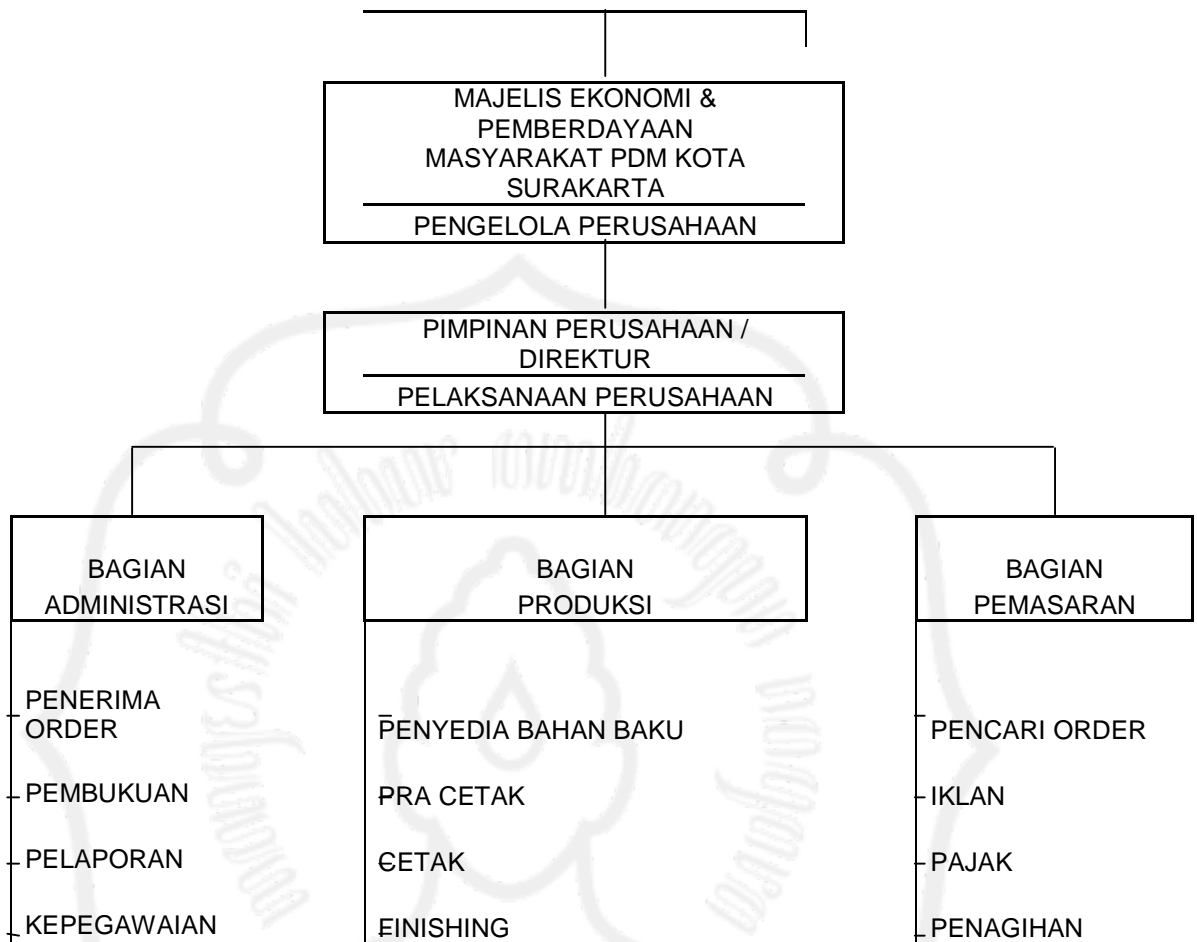 MAJELIS EKONOMI &
PEMBERDAYAAN
MASYARAKAT PDM KOTA
SURAKARTA
PENGELOLA PERUSAHAAN
PIMPINAN PERUSAHAAN /
DIREKTUR
PELAKSANAAN PERUSAHAAN
BAGIAN
ADMINISTRASI
BAGIAN
PRODUKSI
BAGIAN
PEMASARAN
PENERIMA
ORDER
PEMBUKUAN
PELAPORAN
KEPEGAWAIAN
PENYEDIA BAHAN BAKU
PRA CETAK
CETAK
FINISHING
PENCARI ORDER
IKLAN
PAJAK
PENAGIHAN